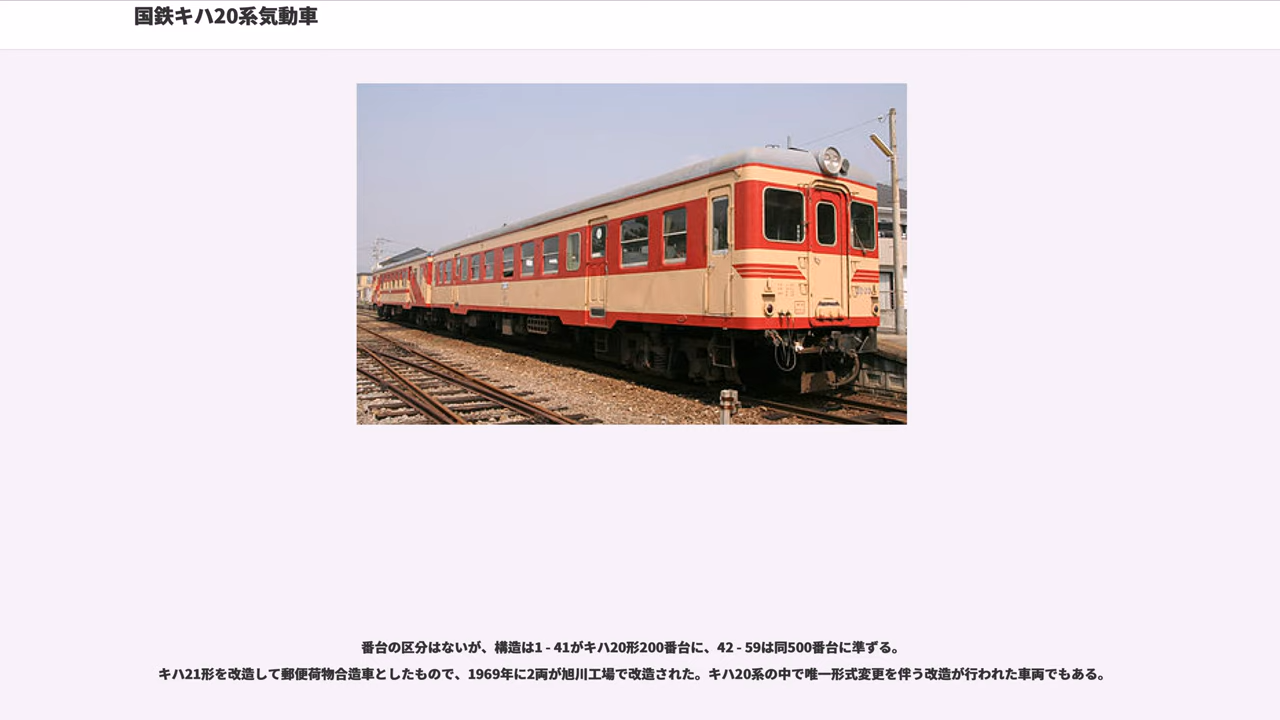 国鉄キハ20系気動車
番台の区分はないが、構造は1 - 41がキハ20形200番台に、42 - 59は同500番台に準ずる。
キハ21形を改造して郵便荷物合造車としたもので、1969年に2両が旭川工場で改造された。キハ20系の中で唯一形式変更を伴う改造が行われた車両でもある。